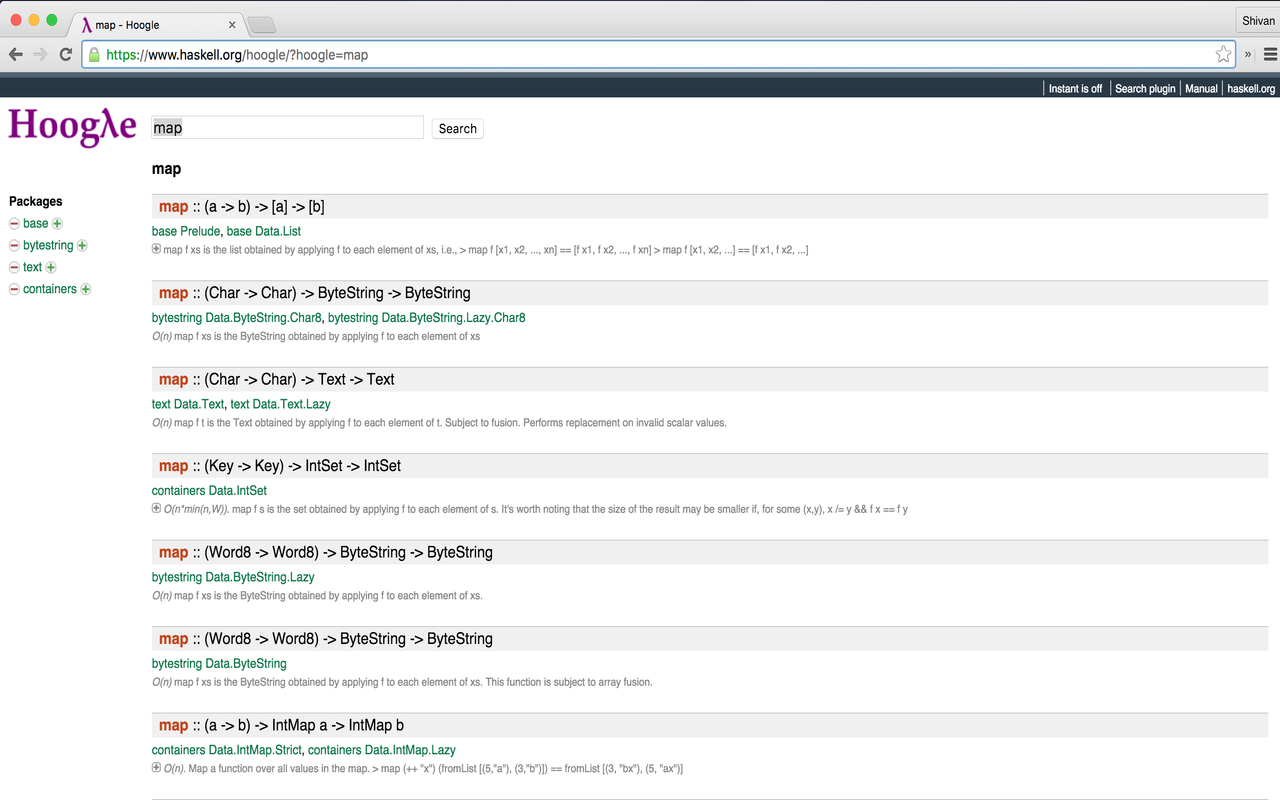 map - Hoogle
Shivan
https://www.haskell.org/hoogle/?hoogle=map
»
Instant is off | Search plugin | Manual | haskell.org
Hoogλe
map
Search
map
Packages
base
bytestring
text
containers
map :: (a -> b) -> [a] -> [b]
base Prelude, base Data.List
map f xs is the list obtained by applying f to each element of xs, i.e., > map f [x1, x2, ..., xn] == [f x1, f x2, ..., f xn] > map f [x1, x2, ...] == [f x1, f x2, ...]
map :: (Char -> Char) -> ByteString -> ByteString
bytestring Data.ByteString.Char8, bytestring Data.ByteString.Lazy.Char8
O(n) map f xs is the ByteString obtained by applying f to each element of xs
map :: (Char -> Char) -> Text -> Text
text Data.Text, text Data.Text.Lazy
O(n) map f t is the Text obtained by applying f to each element of t. Subject to fusion. Performs replacement on invalid scalar values.
map :: (Key -> Key) -> IntSet -> IntSet
containers Data.IntSet
O(n*min(n,W)). map f s is the set obtained by applying f to each element of s. It's worth noting that the size of the result may be smaller if, for some (x,y), x /= y && f x == f y
map :: (Word8 -> Word8) -> ByteString -> ByteString
bytestring Data.ByteString.Lazy
O(n) map f xs is the ByteString obtained by applying f to each element of xs.
map :: (Word8 -> Word8) -> ByteString -> ByteString
bytestring Data.ByteString
O(n) map f xs is the ByteString obtained by applying f to each element of xs. This function is subject to array fusion.
map :: (a -> b) -> IntMap a -> IntMap b
containers Data.IntMap.Strict, containers Data.IntMap.Lazy
O(n). Map a function over all values in the map. > map (++ "x") (fromList [(5,"a"), (3,"b")]) == fromList [(3, "bx"), (5, "ax")]